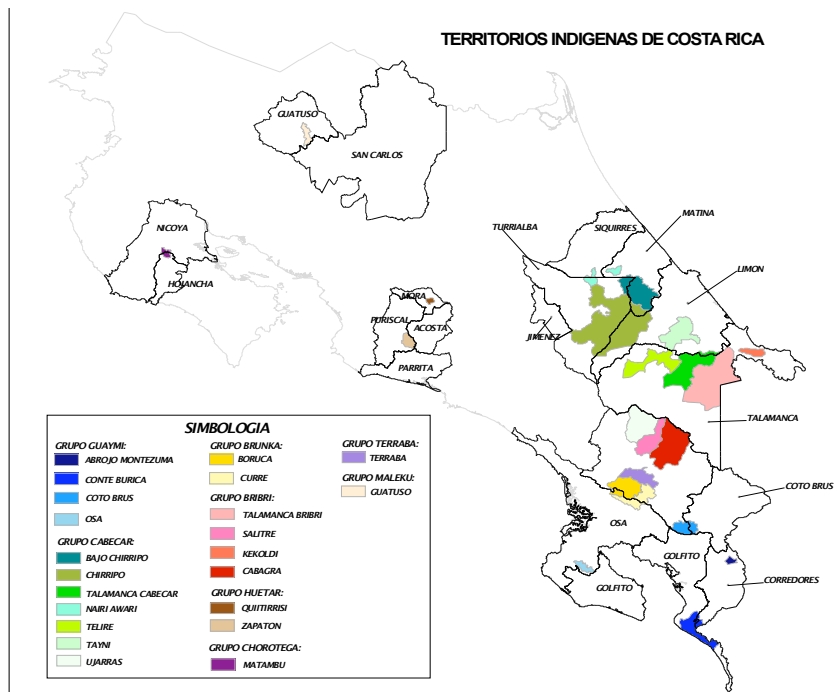 TERRITORIOS INDIGENAS DE COSTA RICA
GUATUSO
SAN CARLOS
NICOYA
HOJANCHA
MORA
PURISCAL
ACOSTA
PARRITA
TURRIALBA
SIQUIRRES
MATINA
LIMON
JIMENEZ
TALAMANCA
COTO BRUS
OSA
GOLFITO
GOLFITO
CORREDORES
SIMBOLOGIA
GRUPO GUAYMI:
ABROJO MONTEZUMA
CONTE BURICA
COTO BRUS
OSA
GRUPO CABECAR:
BAJO CHIRRIPO
CHIRRIPO
TALAMANCA CABECAR
NAIRI AWARI
TELIRE
TAYNI
UJARRAS
GRUPO BRUNKA:
BORUCA
CURRE
GRUPO BRIBRI:
TALAMANCA BRIBRI
SALITRE
KEKOLDI
CABAGRA
GRUPO HUETAR:
QUITIRRISI
ZAPATON
GRUPO CHOROTEGA:
MATAMBU
GRUPO TERRABA:
TERRABA
GRUPO MALEKU:
GUATUSO